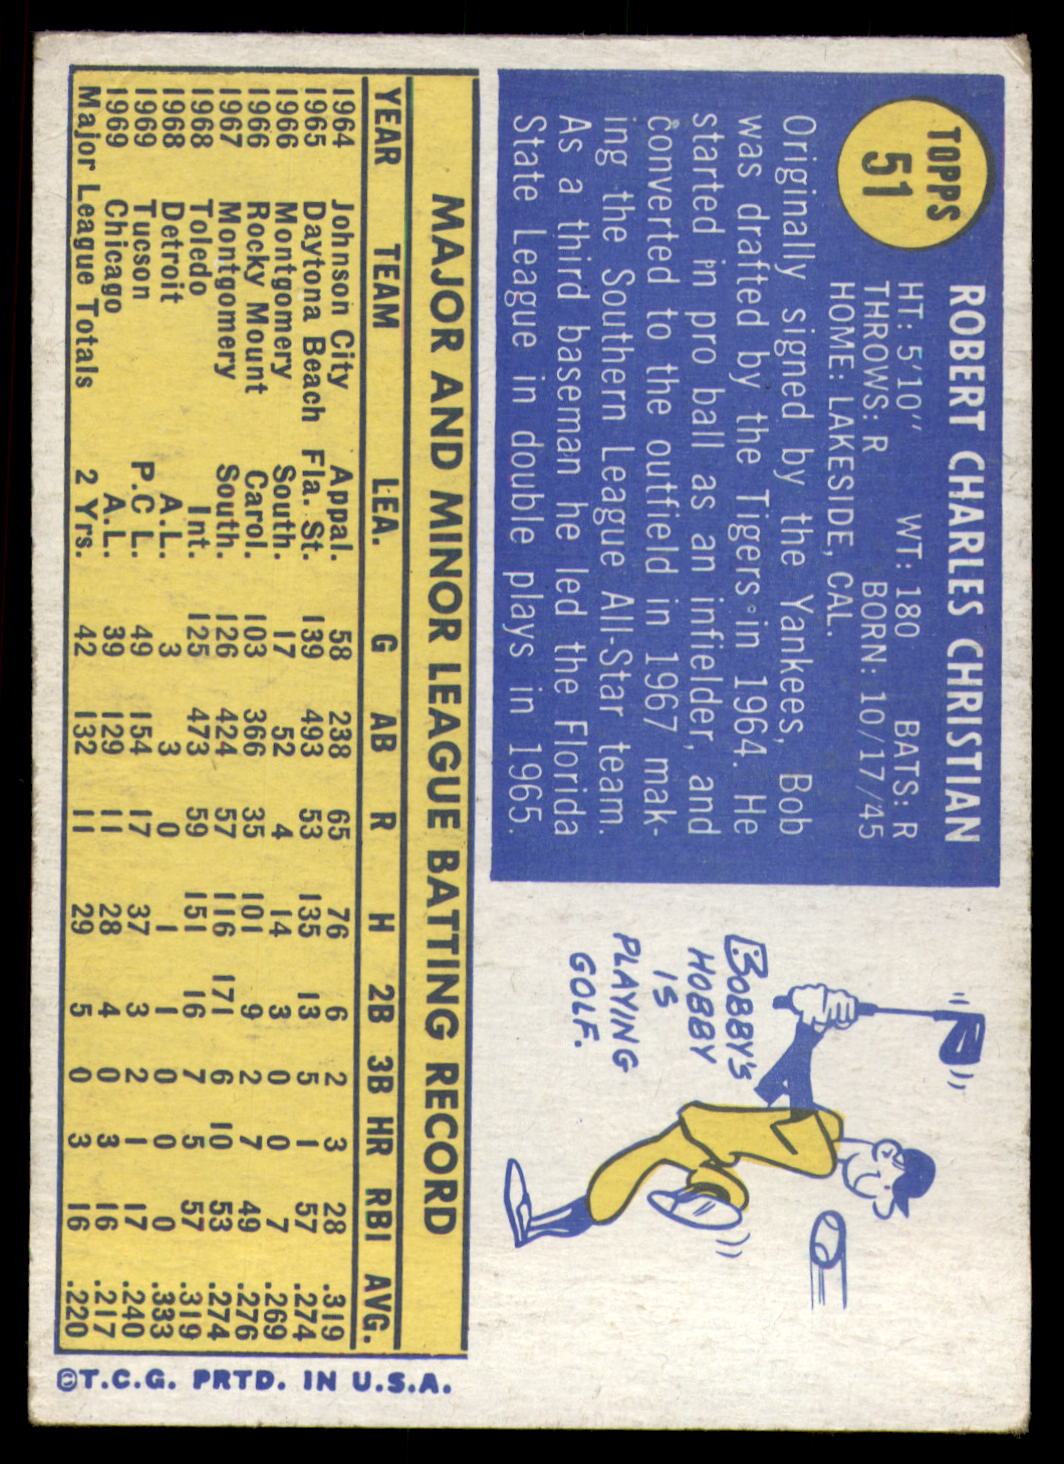 TOPPS
51
ROBERT CHARLES CHRISTIAN
HT: 5'10" WT: 180 BATS: R
THROWS: R BORN: 10/17/45
HOME: LAKESIDE, CAL.
Originally signed by the Yankees, Bob
was drafted by the Tigers in 1964. He
started in pro ball as an infielder, and
converted to the outfield in 1967 mak-
ing the Southern League All-Star team.
As a third baseman he led the Florida
State League in double plays in 1965.
BOBBY'S
HOBBY
IS
PLAYING
GOLF.
MAJOR AND MINOR LEAGUE BATTING RECORD
YEAR TEAM LEA. G AB R H 2B 3B HR RBI AVG.
1964 Johnson City Appal. 58 238 65 76 6 2 3 28 .319
1965 Daytona Beach Fla. St. 139 493 53 135 13 5 1 57 .274
1966 Montgomery South. 17 52 4 14 3 0 0 7 .269
1966 Rocky Mount Carol. 103 366 35 101 9 2 7 49 .276
1967 Montgomery South. 126 424 57 116 171 6 10 53 .274
1968 Toledo Int. 125 473 59 151 16 7 5 57 .319
1968 Detroit A.L. 3 3 0 1 1 0 0 0 .333
1969 Tucson P.C L. 49 154 17 37 3 2 1 17 .240
1969 Chicago A.L. 39 129 11 28 4 0 3 16 .217
Major League Totals 2 Yrs. 42 132 11 29 5 0 3 16 .220
©T.C.G. PRTD. IN U.S.A.